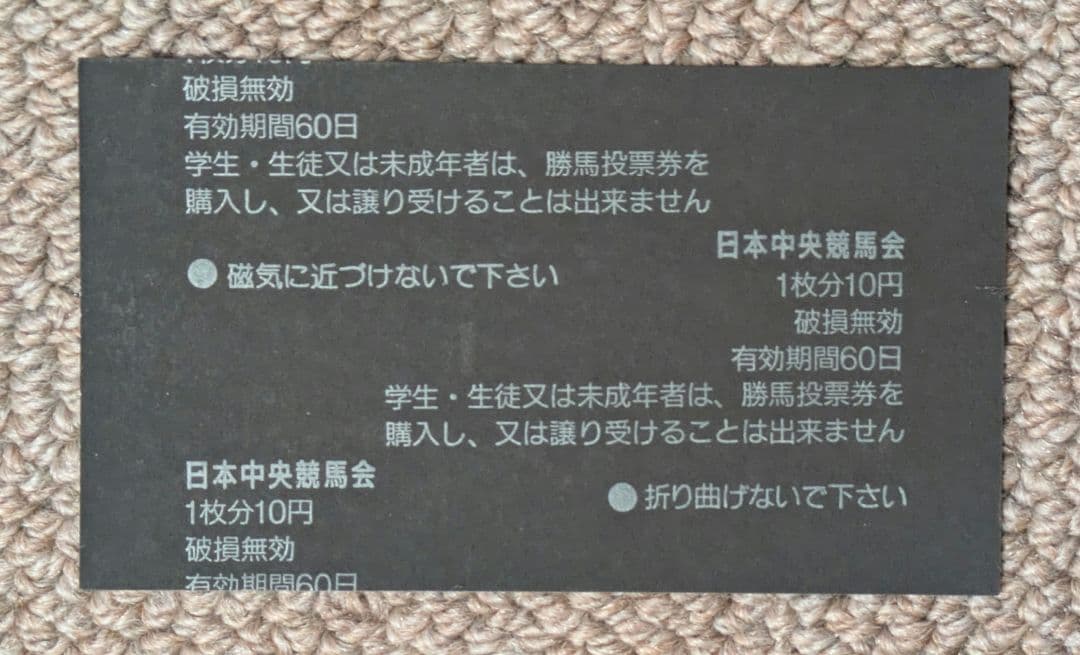 破損無効
有効期間60日
学生・生徒又は未成年者は、勝馬投票券を
購入し、又は譲り受けることは出来ません
●磁気に近づけないで下さい
日本中央競馬会
1枚分10円
破損無効
有効期間60日
学生・生徒又は未成年者は、勝馬投票券を
購入し、又は譲り受けることは出来ません
●折り曲げないで下さい
日本中央競馬会
1枚分10円
破損無効
有効期間60日